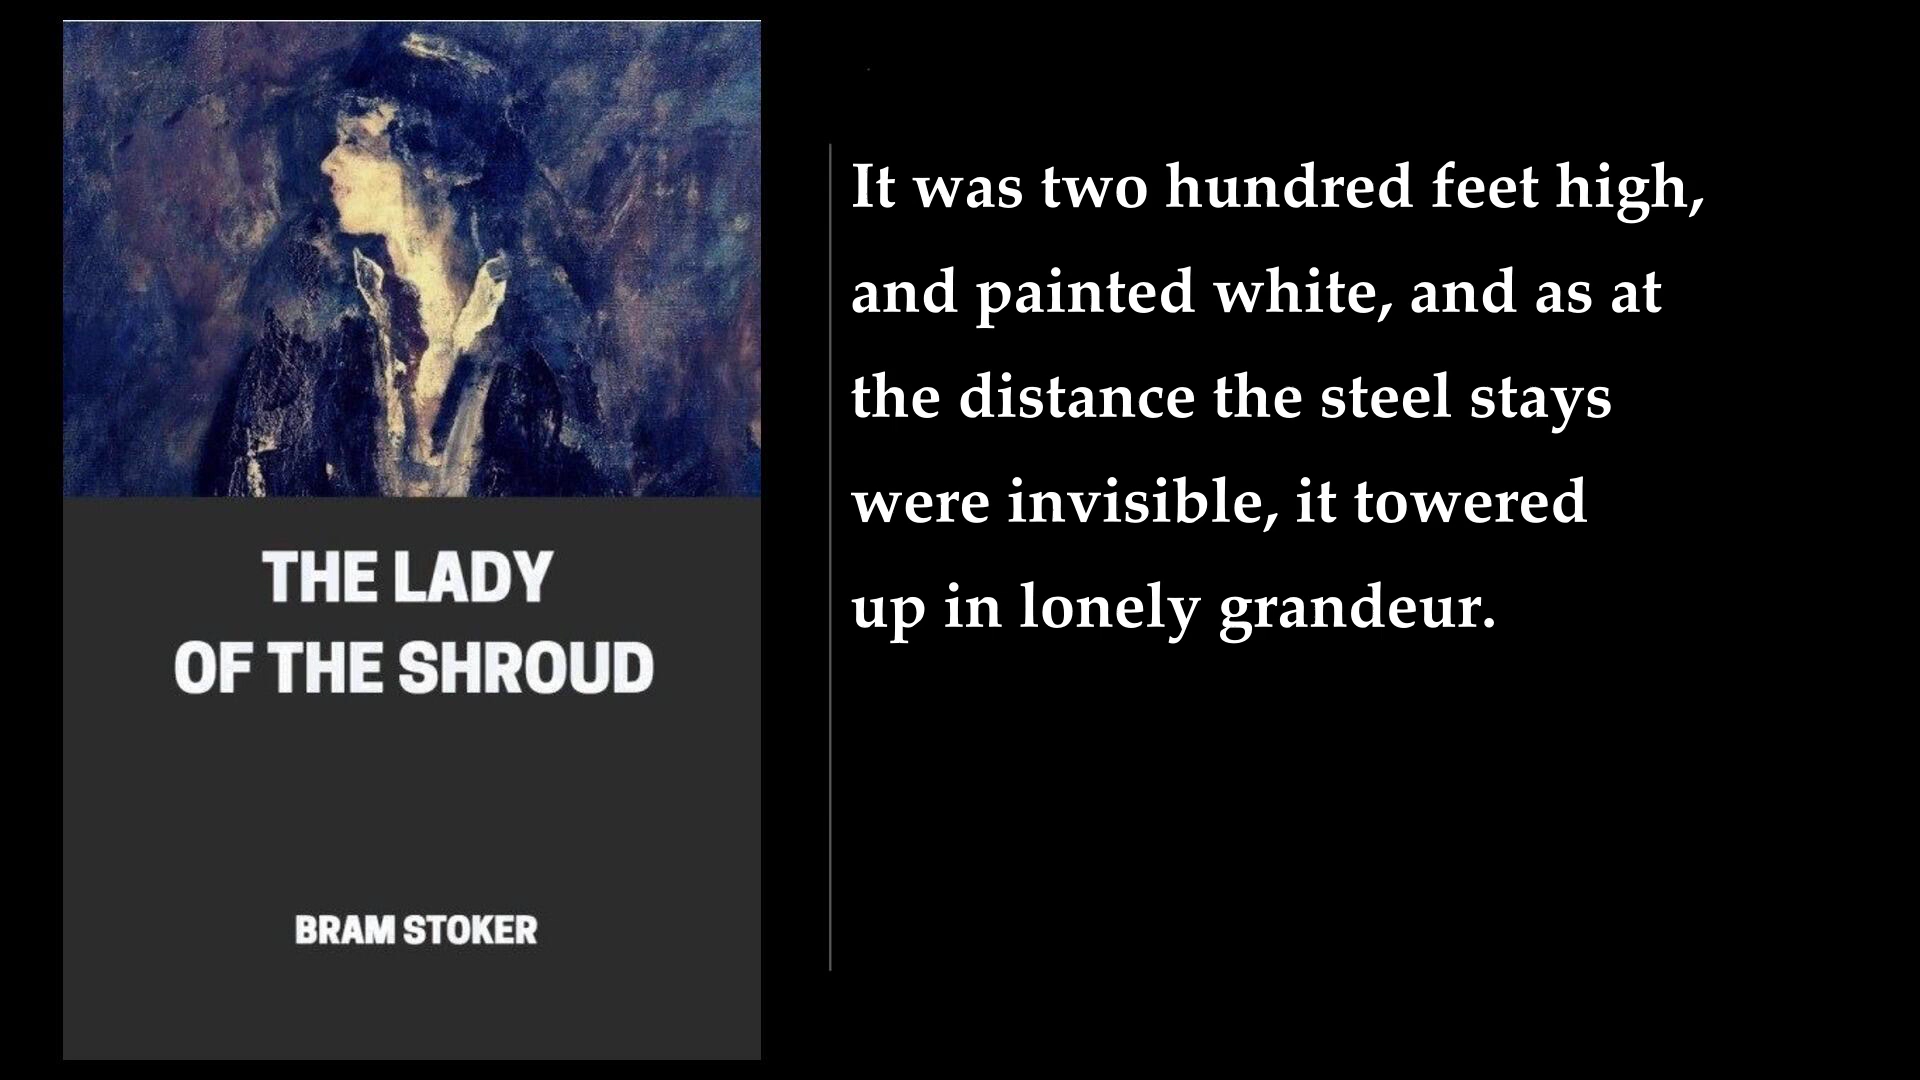 THE LADY
OF THE SHROUD
BRAM STOKER
It was two hundred feet high,
and painted white, and as at
the distance the steel stays
were invisible, it towered
up in lonely grandeur.